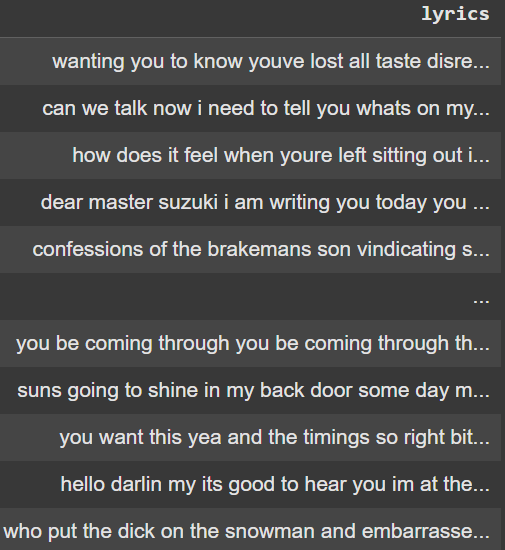 lyrics
wanting you to know youve lost all taste disre...
can we talk now i need to tell you whats on my...
how does it feel when youre left sitting out i...
dear master suzuki i am writing you today you ...
confessions of the brakemans son vindicating s...
...
you be coming through you be coming through th...
suns going to shine in my back door some day m...
you want this yea and the timings so right bit...
hello darlin my its good to hear you im at the...
who put the dick on the snowman and embarrasse...